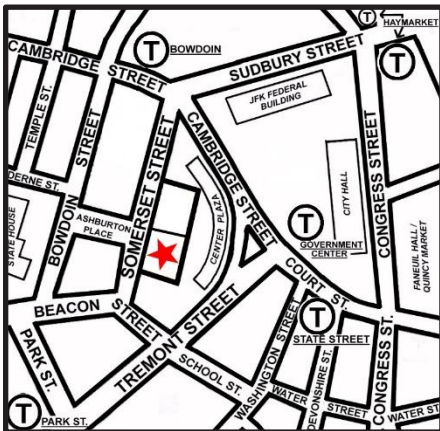 T
HAYMARKET
T
BOWDOIN
T
CAMBRIDGE STREET
SUDBURY STREET
JFK FEDERAL
BUILDING
TEMPLE ST.
BOWDOIN
STREET
SOMERSET STREET
CAMBRIDGE STREET
CENTER PLAZA
CITY HALL
CONGRESS STREET
DERNE ST.
ASHBURTON
PLACE
STATE HOUSE
T
GOVERNMENT
CENTER
FANEUIL HALL/
QUINCY MARKET
BEACON
STREET
TREMONT STREET
COURT ST.
T
STATE STREET
PARK ST.
SCHOOL ST.
WASHINGTON STREET
DEVONSHIRE ST.
WATER STREET
CONGRESS ST.
WATER ST.
T
PARK ST.